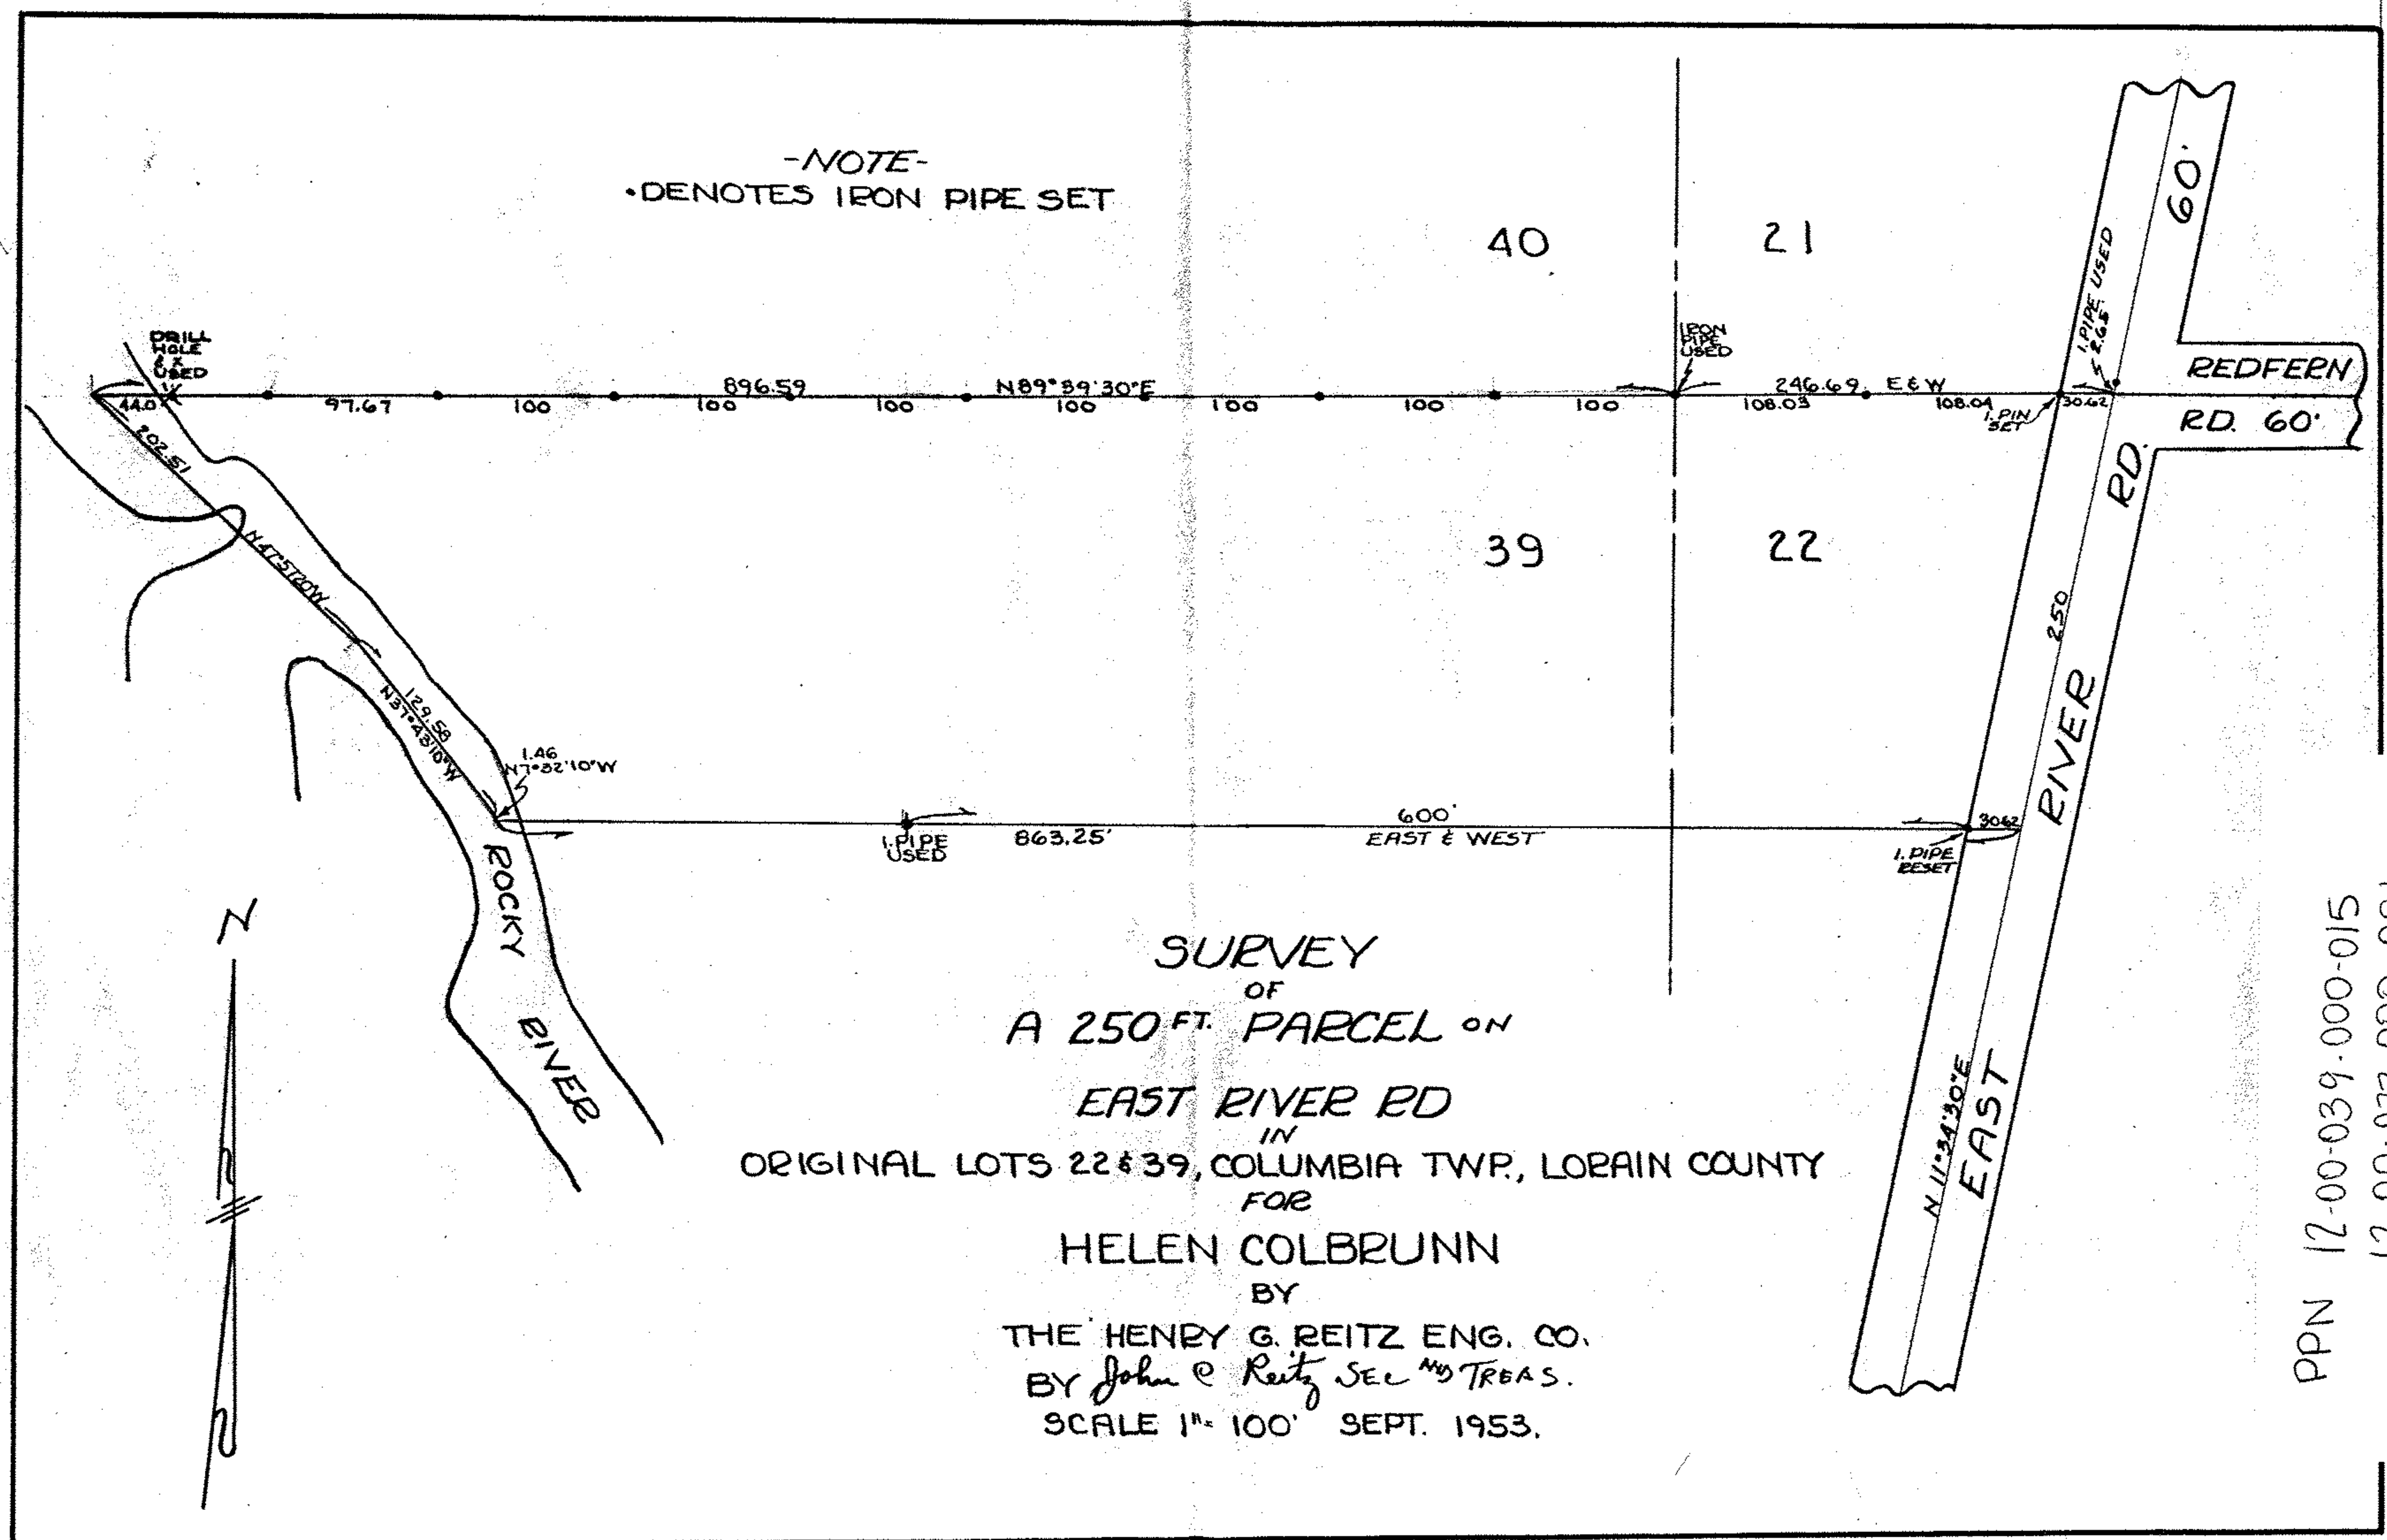 -NOTE-
•DENOTES IRON PIPE SET
40
21
39
22
DRILL
HOLE
& X
USED
44.0
97.67
100
100
896.59
100
N89°39'30"E
100
100
100
100
IRON
PIPE
USED
246.69 E & W
108.03
108.04
I. PIN
SET
30.62
I. PIPE USED
S 2.65
60'
REDFERN
RD. 60'
202.51
N47°57'20"W
129.58
N37°43'10"W
1.46
N7°32'10"W
I. PIPE
USED
863.25'
600'
EAST & WEST
30.62
I. PIPE
RESET
250
EAST RIVER RD.
N 11°34'30"E
ROCKY RIVER
N
SURVEY
OF
A 250 FT. PARCEL ON
EAST RIVER RD
IN
ORIGINAL LOTS 22 & 39, COLUMBIA TWP., LORAIN COUNTY
FOR
HELEN COLBRUNN
BY
THE HENRY G. REITZ ENG. CO.
BY John C Reitz SEC AND TREAS.
SCALE 1"= 100' SEPT. 1953.
PPN 12-00-039-000-015